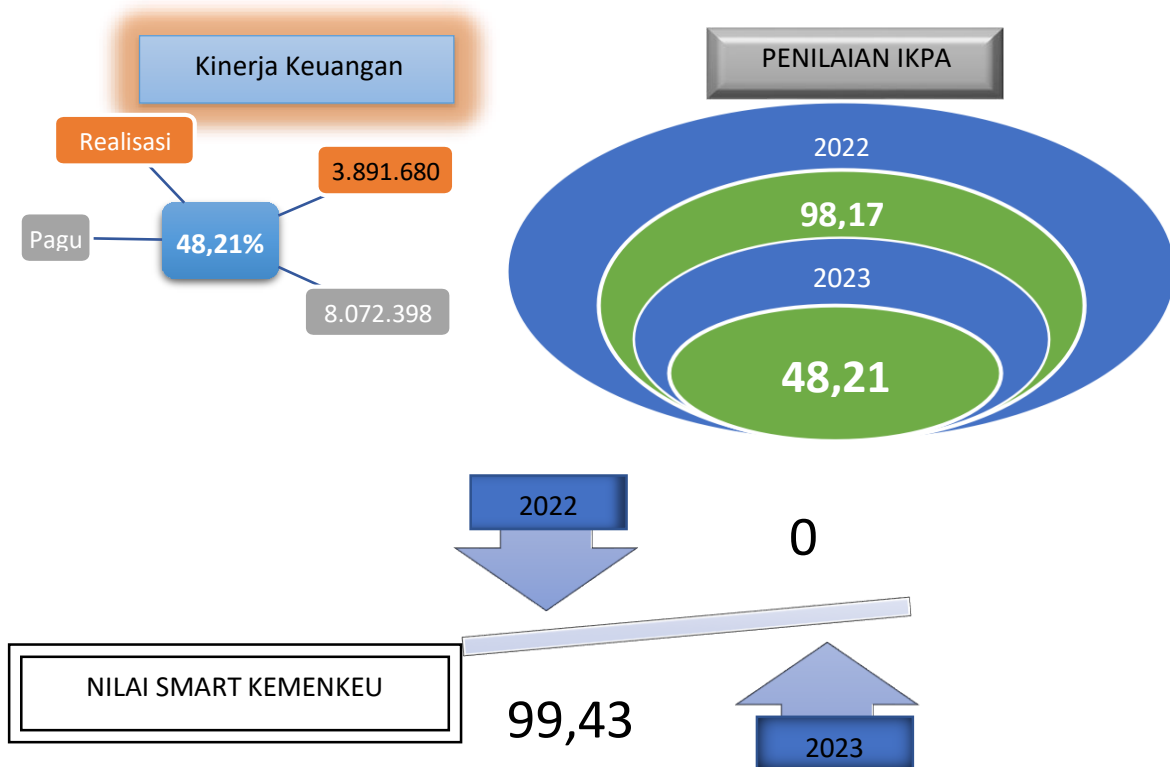 Kinerja Keuangan
Realisasi
3.891.680
Pagu
48,21%
8.072.398
PENILAIAN IKPA
2022
98,17
2023
48,21
2022
0
NILAI SMART KEMENKEU
99,43
2023